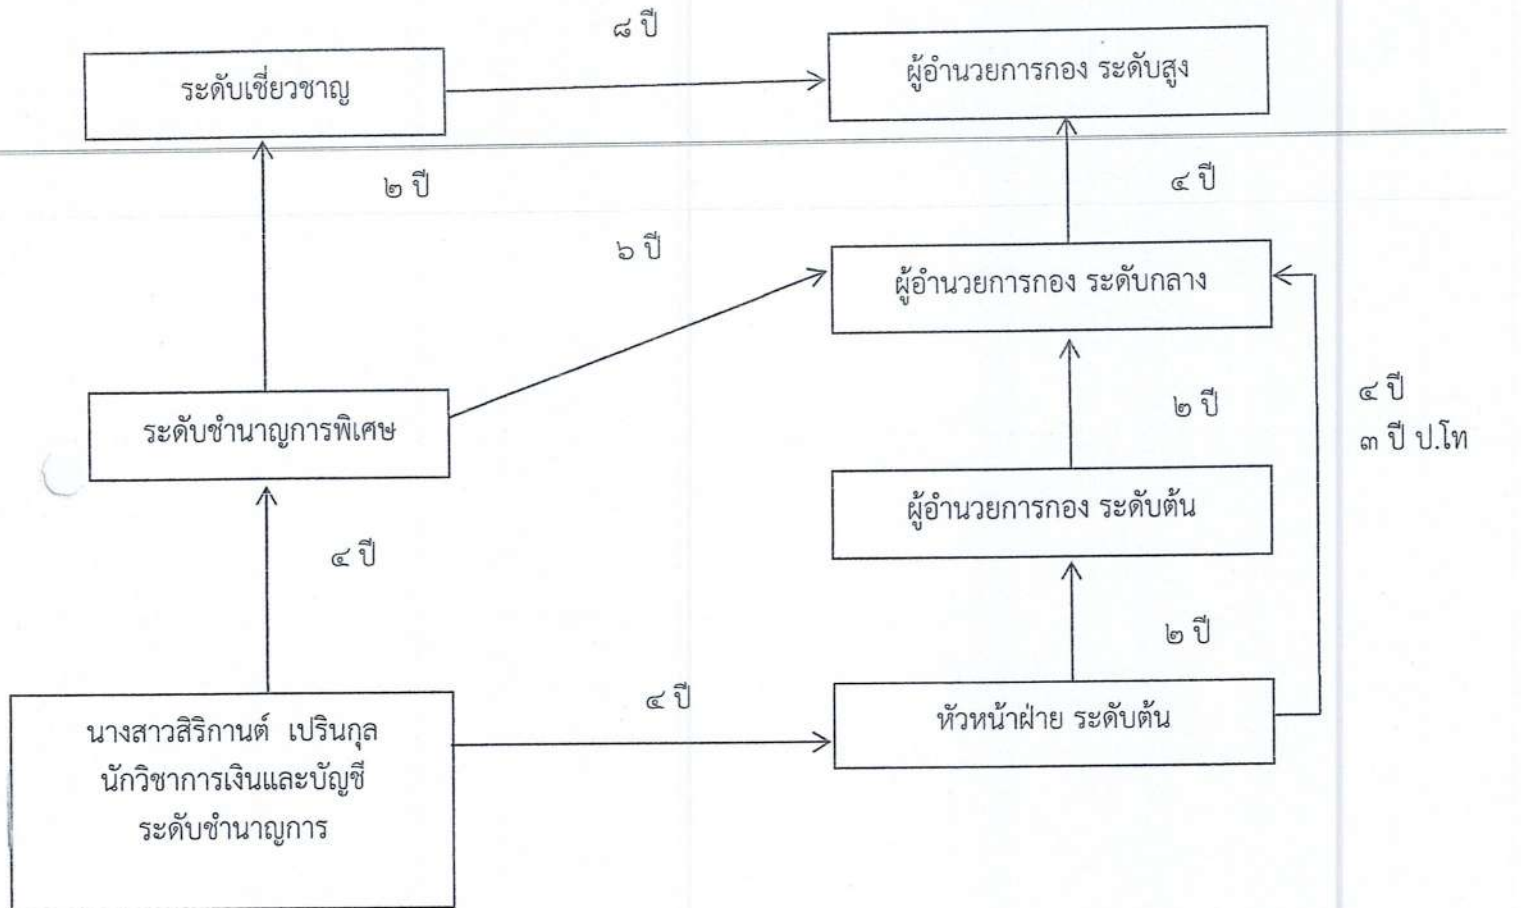 ๘ ปี
ระดับเชี่ยวชาญ
ผู้อำนวยการกอง ระดับสูง
๒ ปี
๔ ปี
๖ ปี
ผู้อำนวยการกอง ระดับกลาง
ระดับชำนาญการพิเศษ
๒ ปี
๔ ปี
๓ ปี ป.โท
ผู้อำนวยการกอง ระดับต้น
๔ ปี
๒ ปี
๔ ปี
หัวหน้าฝ่าย ระดับต้น
นางสาวสิริกานต์ เปรินกุล
นักวิชาการเงินและบัญชี
ระดับชำนาญการ